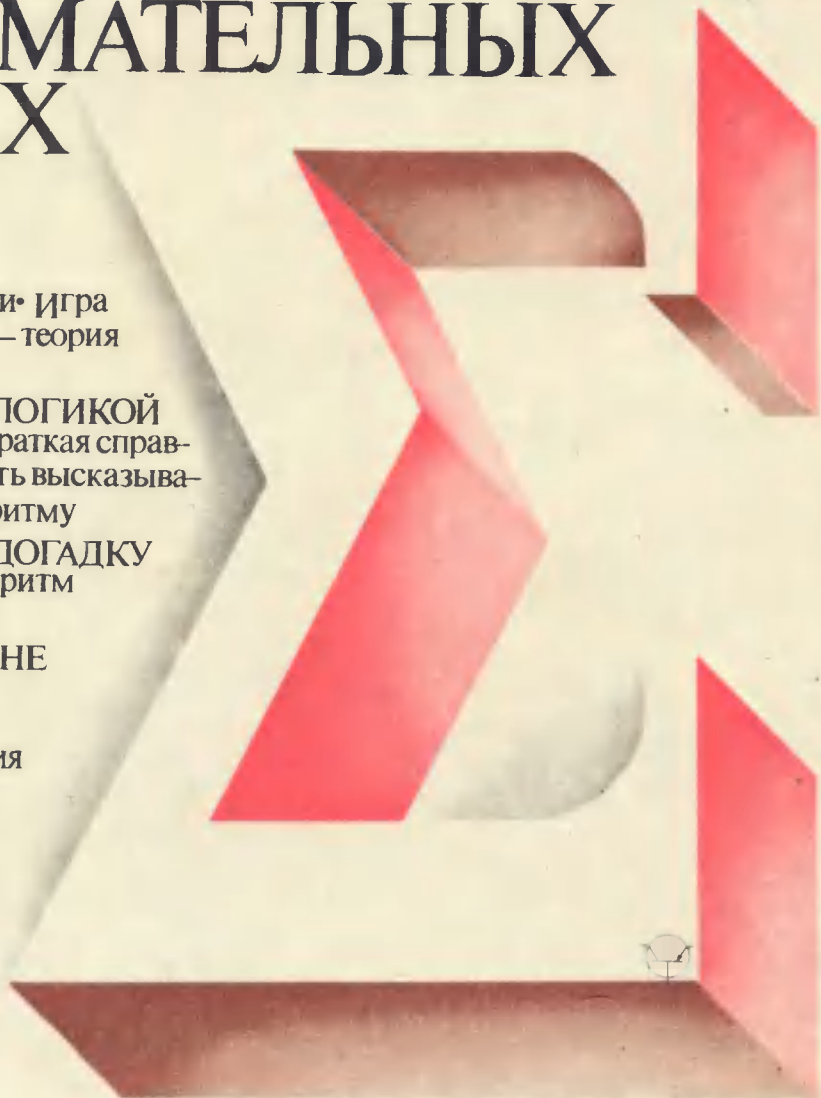 МАТЕЛЬНЫХ
Х
и• Игра
– теория
ЛОГИКОЙ
раткая справ-
ть высказыва-
ритму
ДОГАДКУ
ритм
НЕ
ия